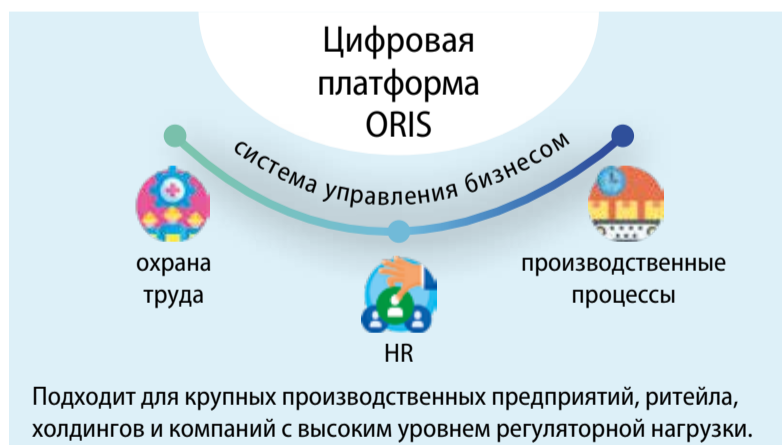 Цифровая
платформа
ORIS
система управления бизнесом
охрана
труда
HR
производственные
процессы
Подходит для крупных производственных предприятий, ритейла,
холдингов и компаний с высоким уровнем регуляторной нагрузки.